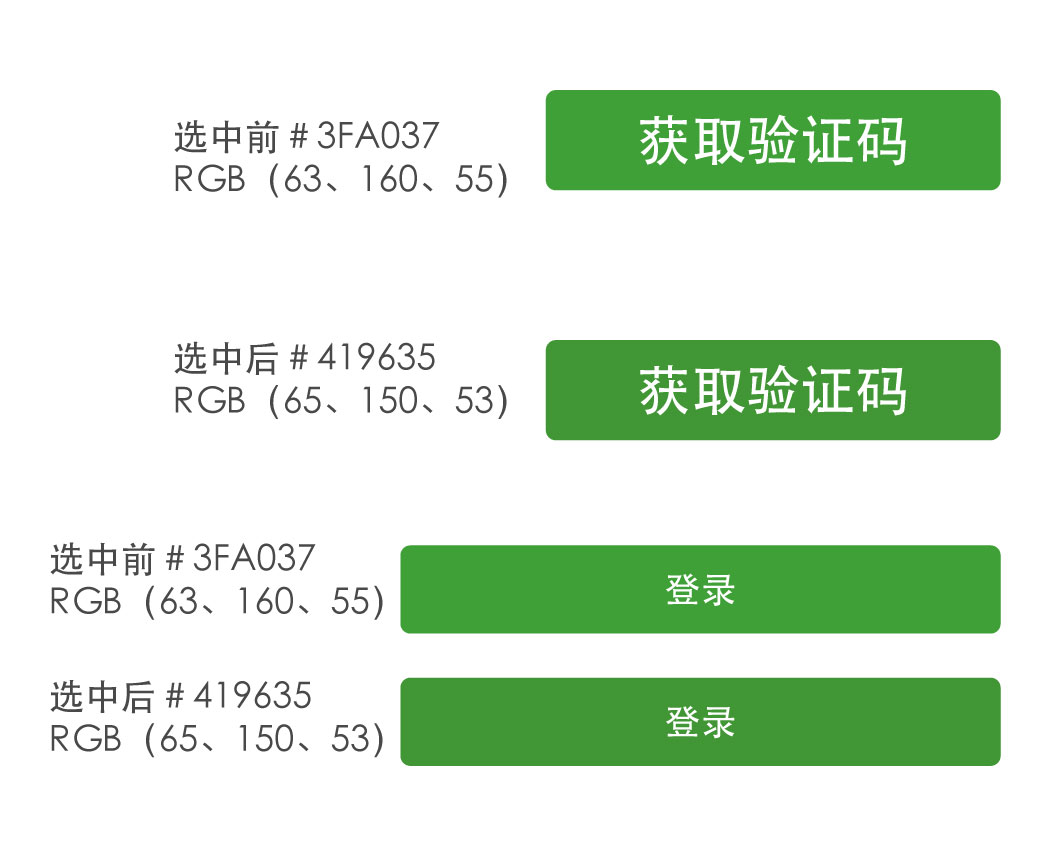 选中前 # 3FA037
RGB（63、160、55）
获取验证码
选中后 # 419635
RGB（65、150、53）
获取验证码
选中前 # 3FA037
RGB（63、160、55）
登录
选中后 # 419635
RGB（65、150、53）
登录